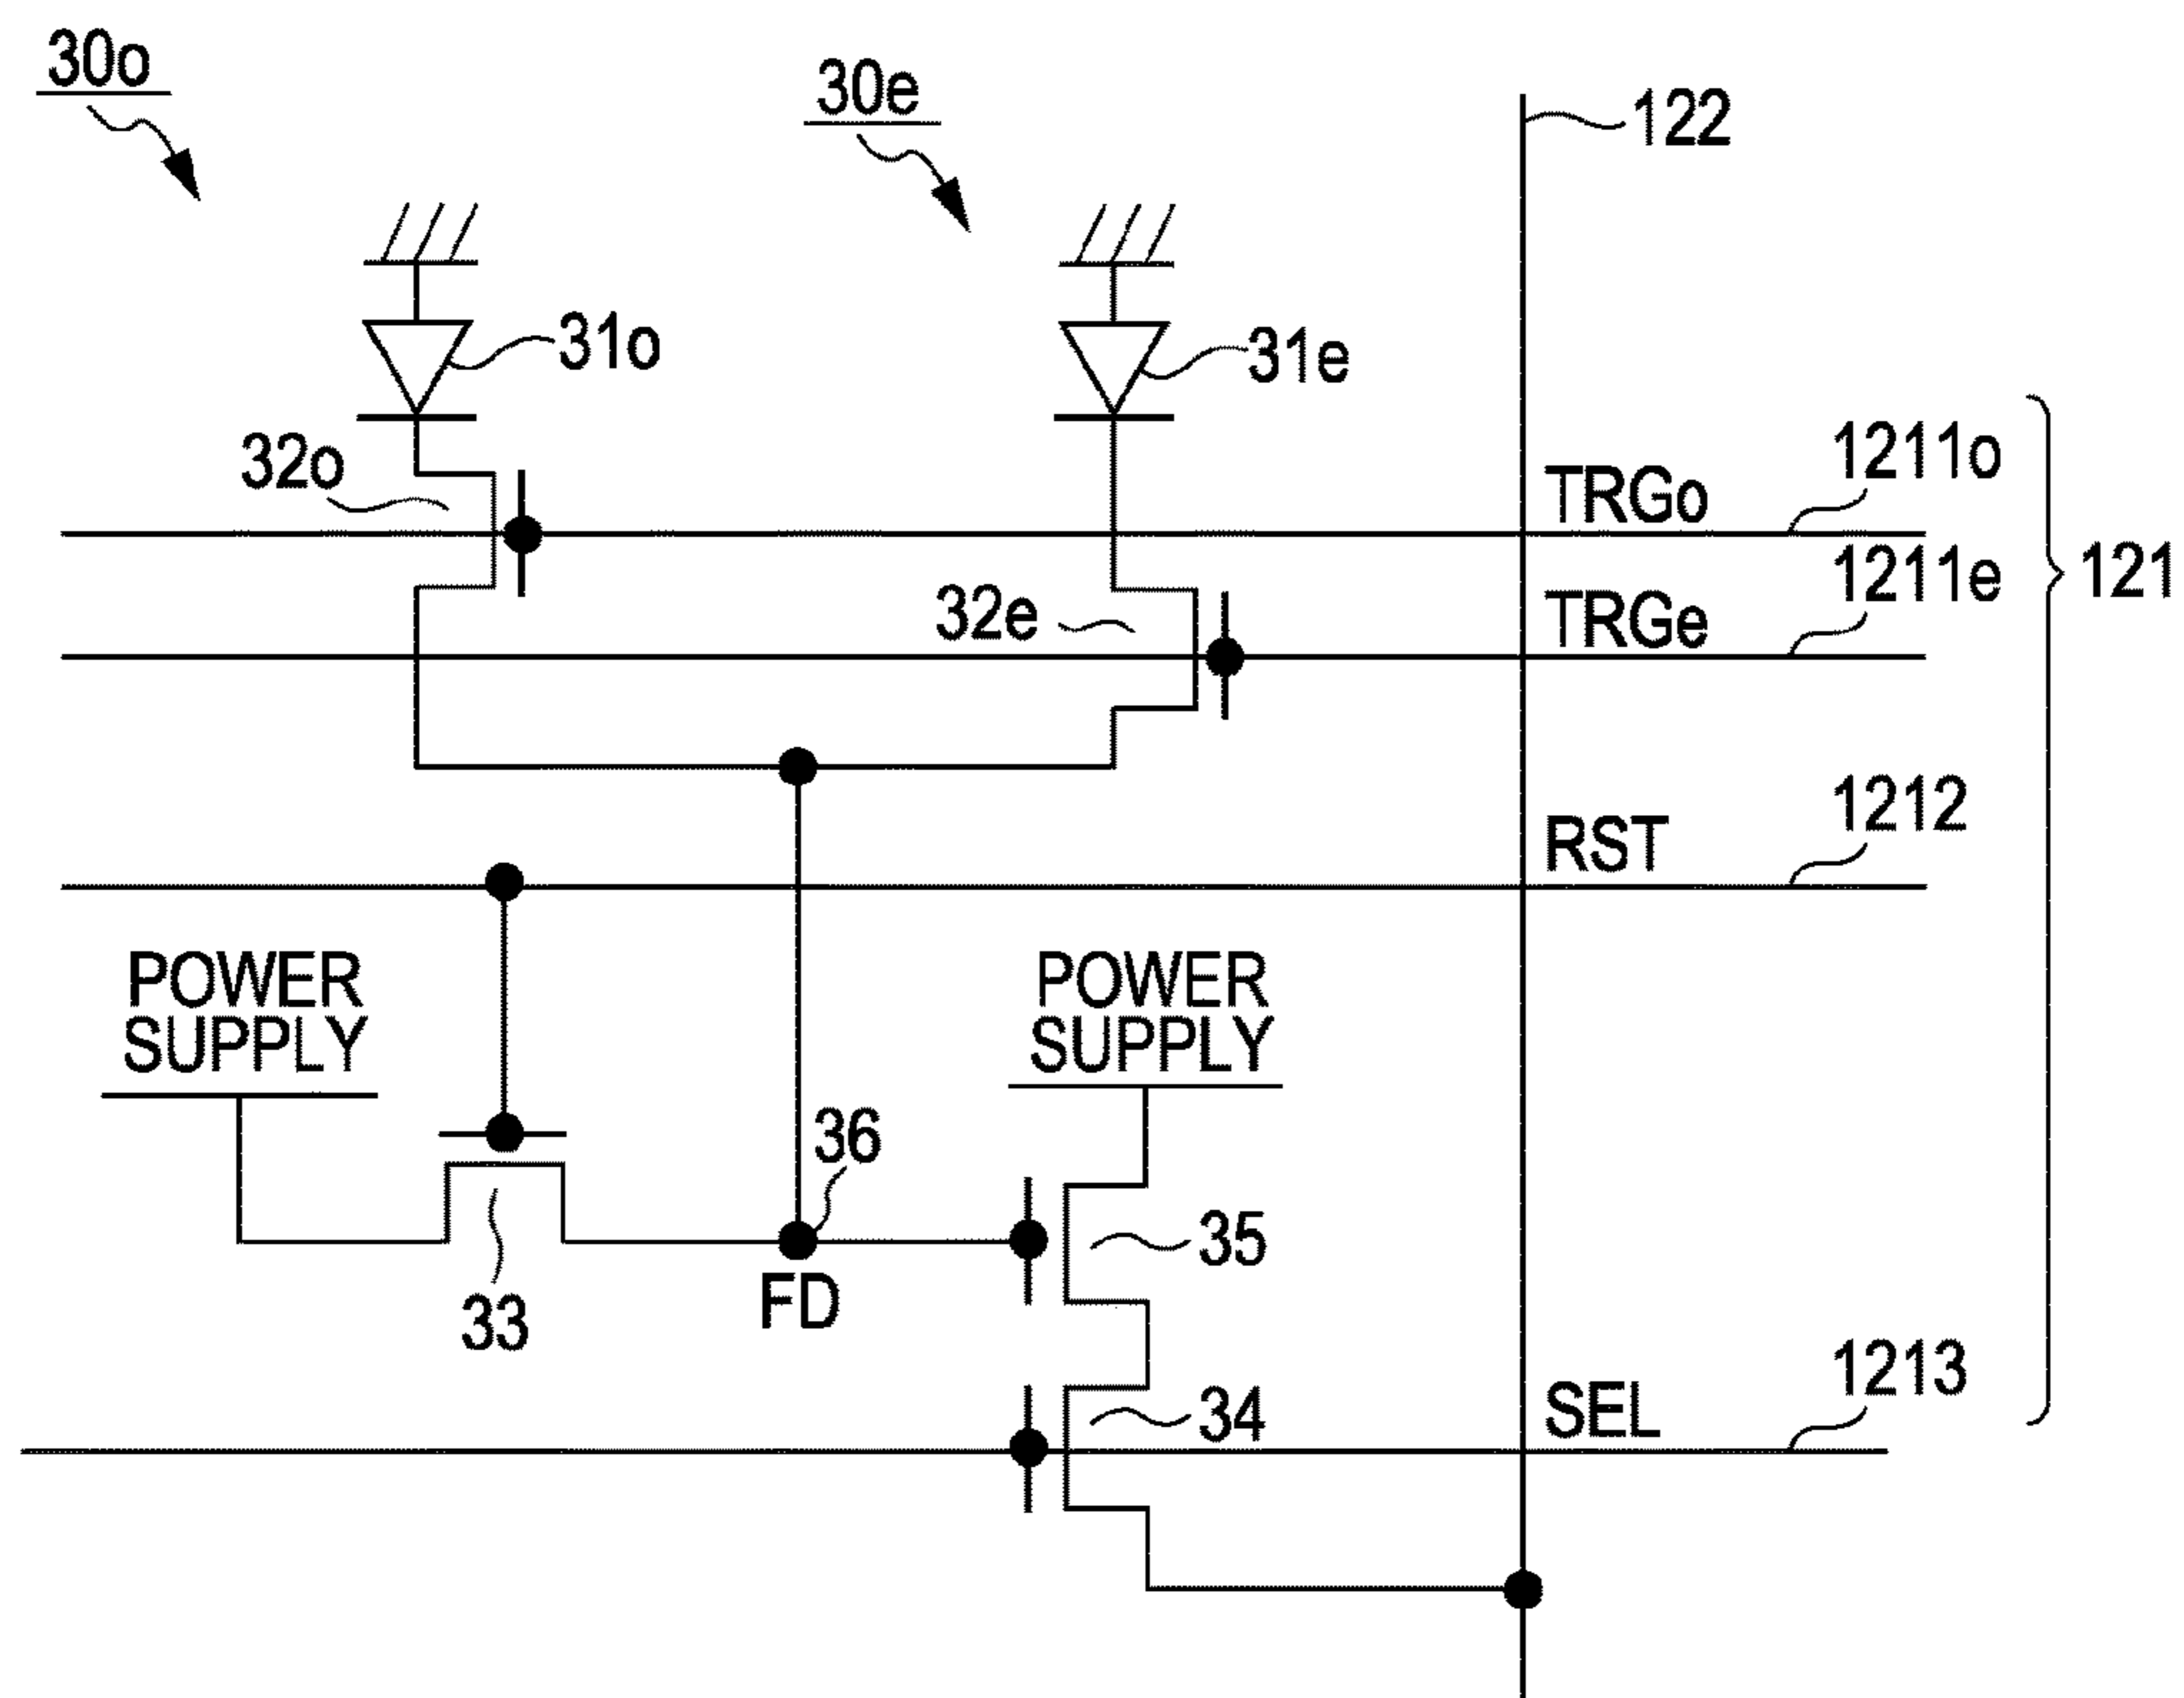 30o
30e
122
31o
31e
32o
TRGo
1211o
32e
TRGe
1211e
121
RST
1212
POWER
SUPPLY
POWER
SUPPLY
36
35
FD
33
34
SEL
1213